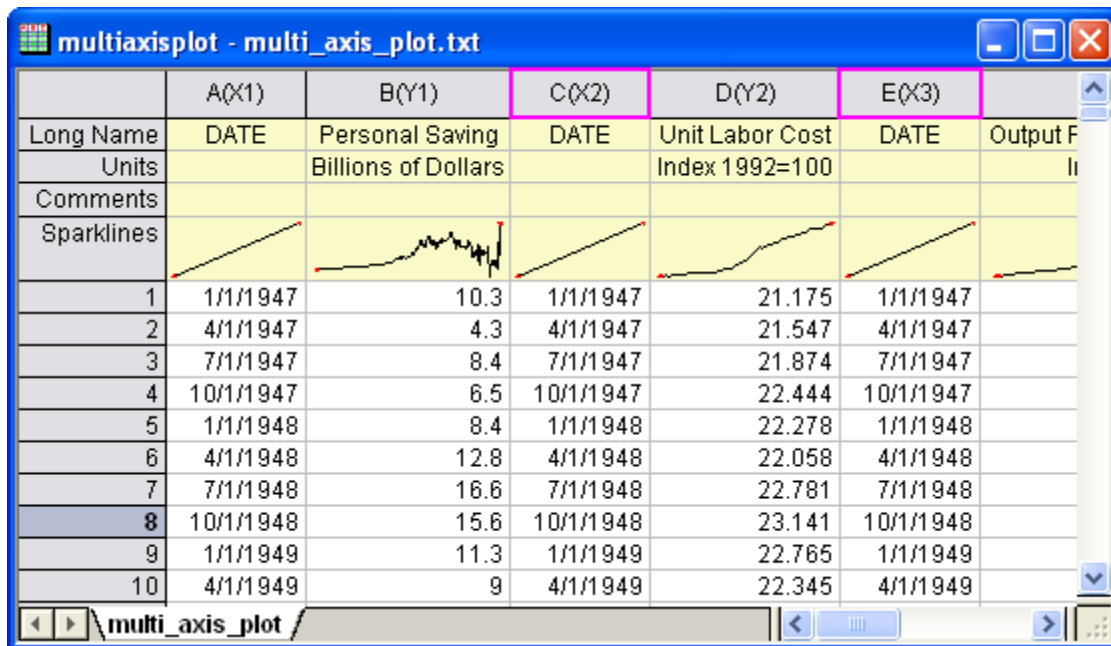 multiaxisplot - multi_axis_plot.txt
A(X1) B(Y1) C(X2) D(Y2) E(X3)
Long Name DATE Personal Saving DATE Unit Labor Cost DATE Output
Units Billions of Dollars Index 1992=100
Comments
Sparklines
1 1/1/1947 10.3 1/1/1947 21.175 1/1/1947
2 4/1/1947 4.3 4/1/1947 21.547 4/1/1947
3 7/1/1947 8.4 7/1/1947 21.874 7/1/1947
4 10/1/1947 6.5 10/1/1947 22.444 10/1/1947
5 1/1/1948 8.4 1/1/1948 22.278 1/1/1948
6 4/1/1948 12.8 4/1/1948 22.058 4/1/1948
7 7/1/1948 16.6 7/1/1948 22.781 7/1/1948
8 10/1/1948 15.6 10/1/1948 23.141 10/1/1948
9 1/1/1949 11.3 1/1/1949 22.765 1/1/1949
10 4/1/1949 9 4/1/1949 22.345 4/1/1949
multi_axis_plot